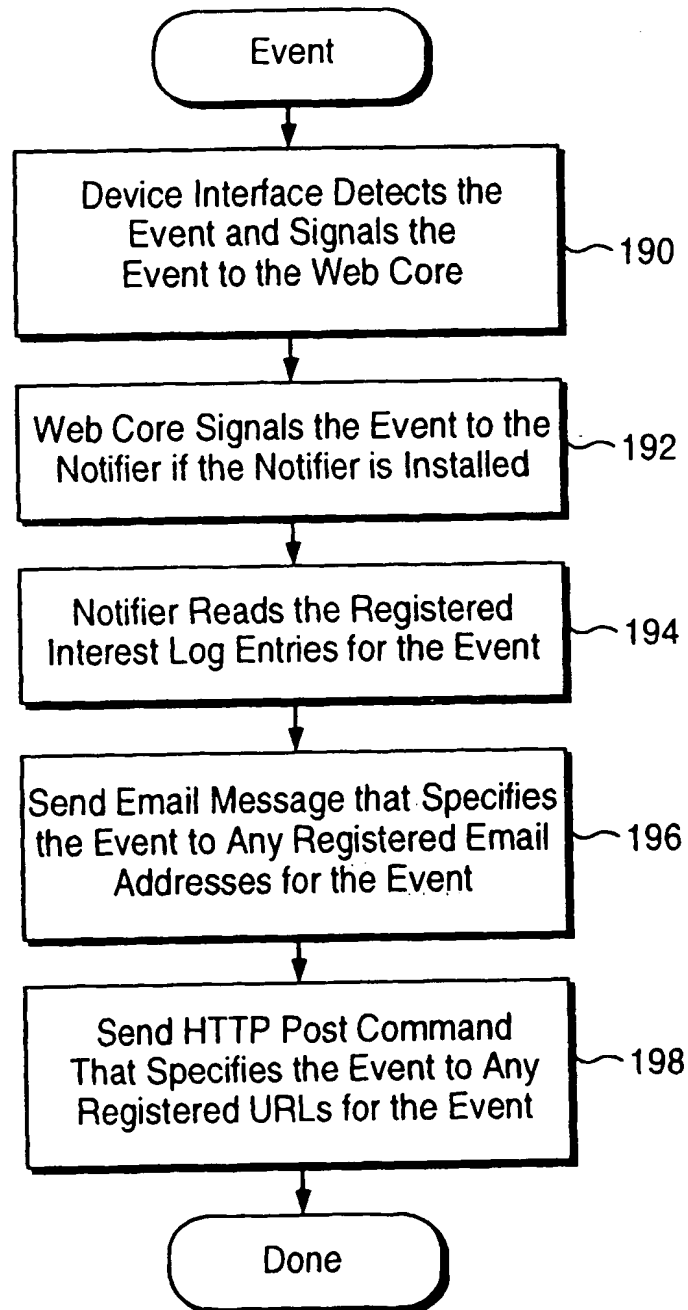 Event
Device Interface Detects the
Event and Signals the
Event to the Web Core
190
Web Core Signals the Event to the
Notifier if the Notifier is Installed
192
Notifier Reads the Registered
Interest Log Entries for the Event
194
Send Email Message that Specifies
the Event to Any Registered Email
Addresses for the Event
196
Send HTTP Post Command
That Specifies the Event to Any
Registered URLs for the Event
198
Done